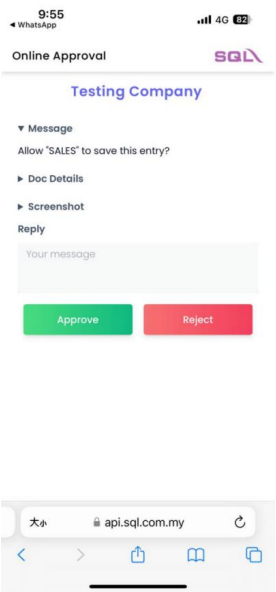 9:55
4G 82
◀ WhatsApp
Online Approval
SQL
Testing Company
▼ Message
Allow "SALES" to save this entry?
▶ Doc Details
▶ Screenshot
Reply
Your message
Approve Reject
大小 api.sql.com.my